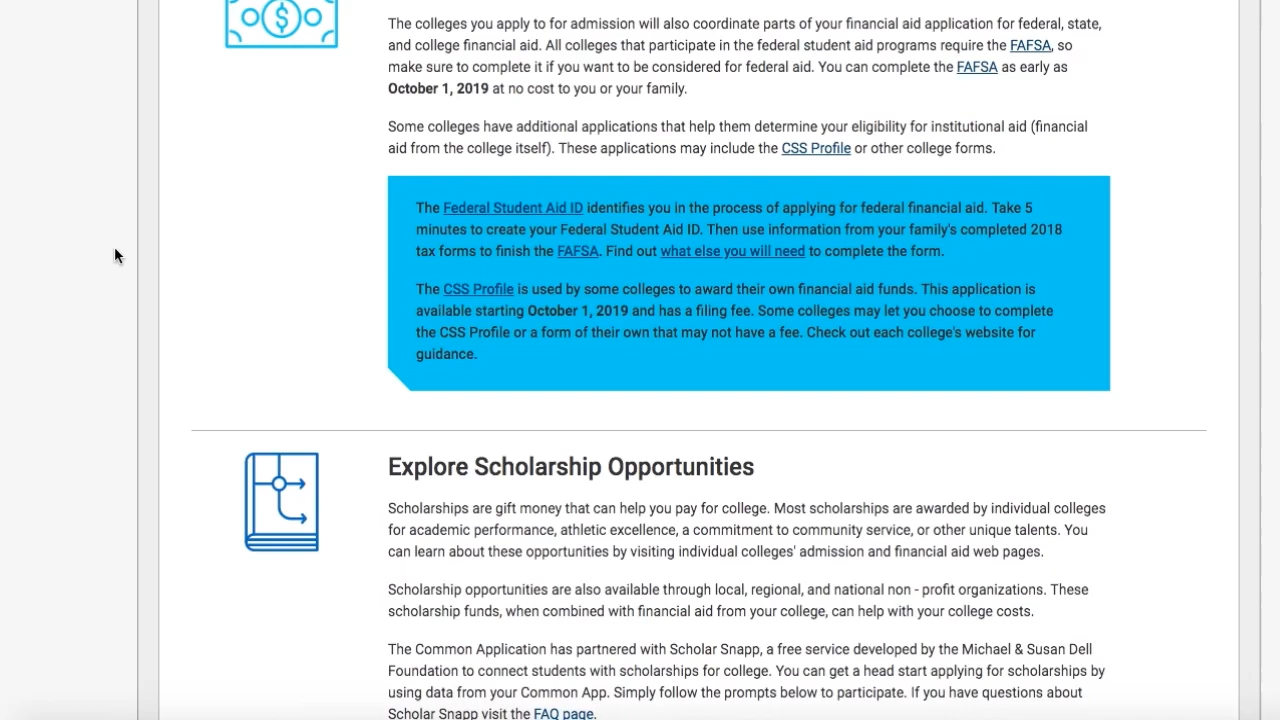 $
The colleges you apply to for admission will also coordinate parts of your financial aid application for federal, state,
and college financial aid. All colleges that participate in the federal student aid programs require the FAFSA, so
make sure to complete it if you want to be considered for federal aid. You can complete the FAFSA as early as
October 1, 2019 at no cost to you or your family.
Some colleges have additional applications that help them determine your eligibility for institutional aid (financial
aid from the college itself). These applications may include the CSS Profile or other college forms.
The Federal Student Aid ID identifies you in the process of applying for federal financial aid. Take 5
minutes to create your Federal Student Aid ID. Then use information from your family's completed 2018
tax forms to finish the FAFSA. Find out what else you will need to complete the form.
The CSS Profile is used by some colleges to award their own financial aid funds. This application is
available starting October 1, 2019 and has a filing fee. Some colleges may let you choose to complete
the CSS Profile or a form of their own that may not have a fee. Check out each college's website for
guidance.
Explore Scholarship Opportunities
Scholarships are gift money that can help you pay for college. Most scholarships are awarded by individual colleges
for academic performance, athletic excellence, a commitment to community service, or other unique talents. You
can learn about these opportunities by visiting individual colleges' admission and financial aid web pages.
Scholarship opportunities are also available through local, regional, and national non - profit organizations. These
scholarship funds, when combined with financial aid from your college, can help with your college costs.
The Common Application has partnered with Scholar Snapp, a free service developed by the Michael & Susan Dell
Foundation to connect students with scholarships for college. You can get a head start applying for scholarships by
using data from your Common App. Simply follow the prompts below to participate. If you have questions about
Scholar Snapp visit the FAQ page.